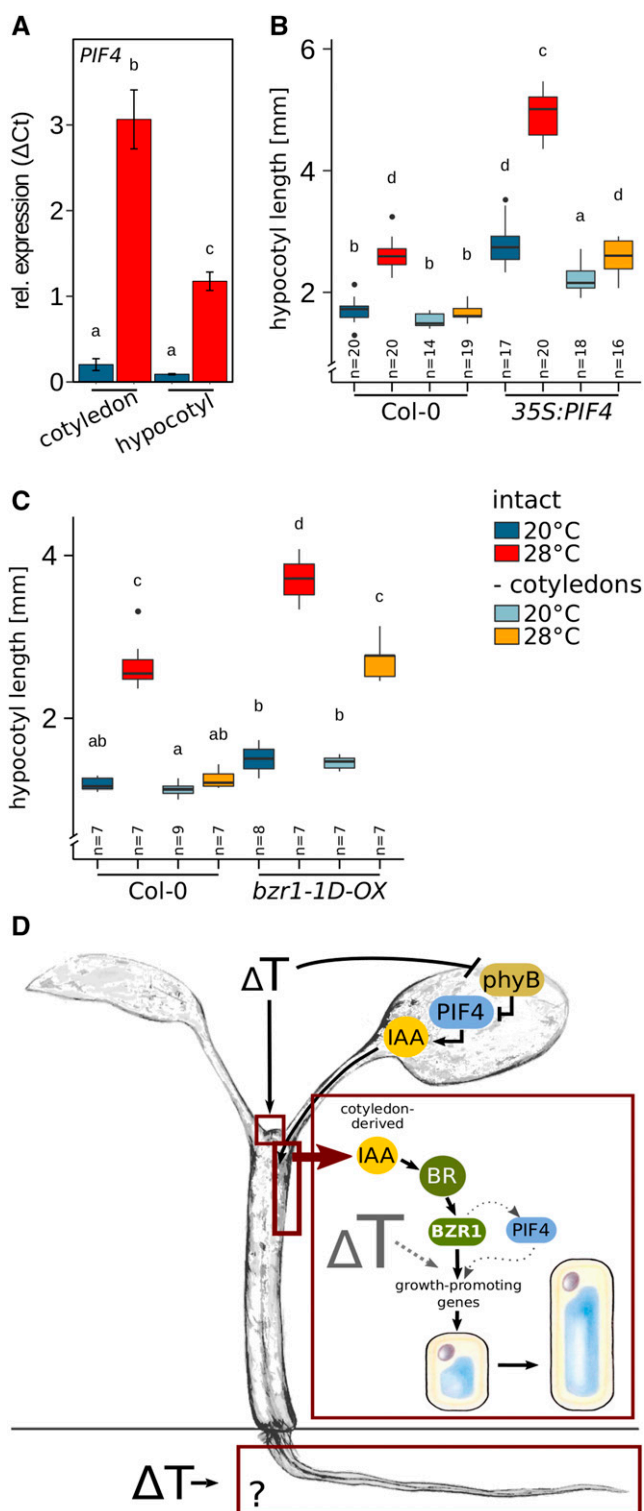 A
PIF4
rel. expression (ΔCt)
3
2
1
0
a
b
a
c
cotyledon
hypocotyl
B
hypocotyl length [mm]
6
4
2
b
d
b
b
d
c
a
d
n=20
n=20
n=14
n=19
n=17
n=20
n=18
n=16
Col-0
35S:PIF4
C
hypocotyl length [mm]
4
2
ab
c
a
ab
b
d
b
c
n=7
n=7
n=9
n=7
n=8
n=7
n=7
n=7
Col-0
bzr1-1D-OX
intact
20°C
28°C
- cotyledons
20°C
28°C
D
ΔT
phyB
PIF4
IAA
cotyledon-
derived
IAA
BR
BZR1
PIF4
ΔT
growth-promoting
genes
ΔT
?